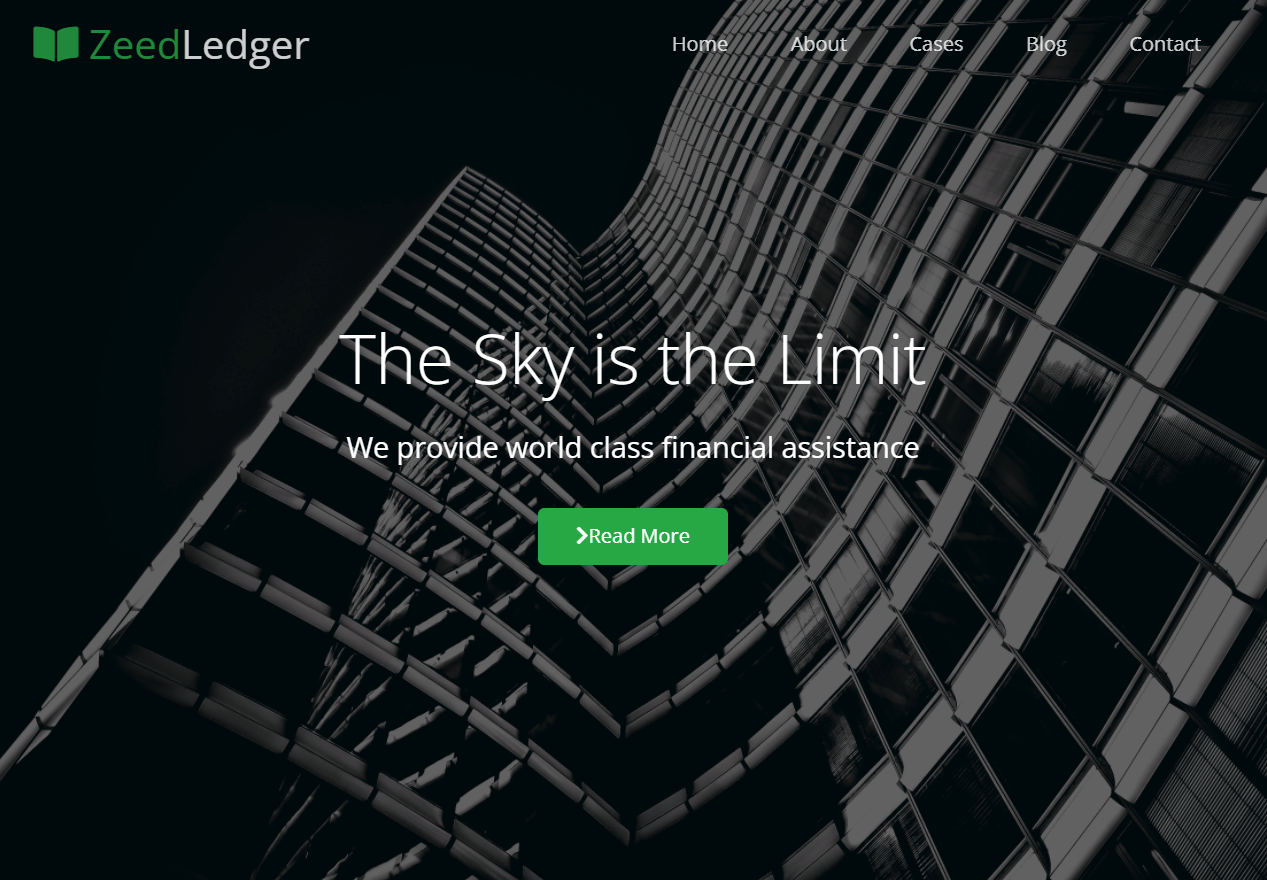 ZeedLedger
Home About Cases Blog Contact
The Sky is the Limit
We provide world class financial assistance
Read More